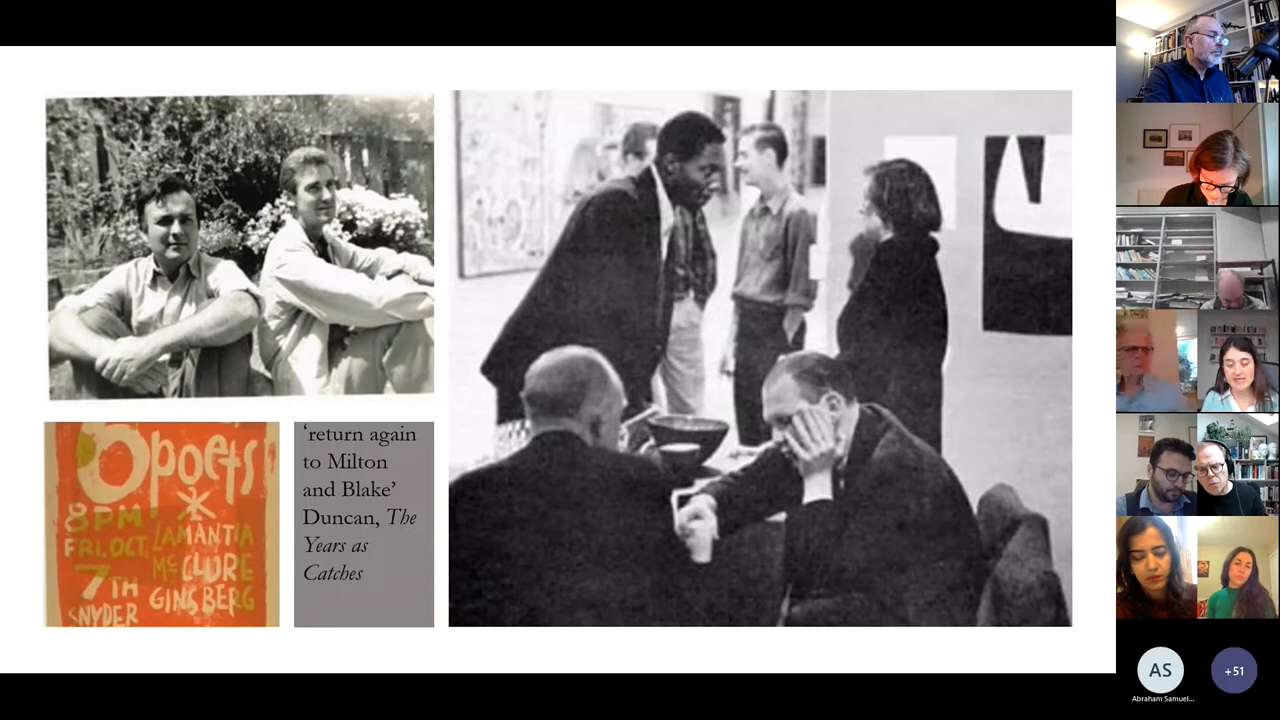 6 poets
8PM
FRI. OCT.
7TH
SNYDER
LAMANTIA
McCLURE
GINSBERG
‘return again
to Milton
and Blake’
Duncan, The
Years as
Catches
AS
+51
Abraham Samuel...